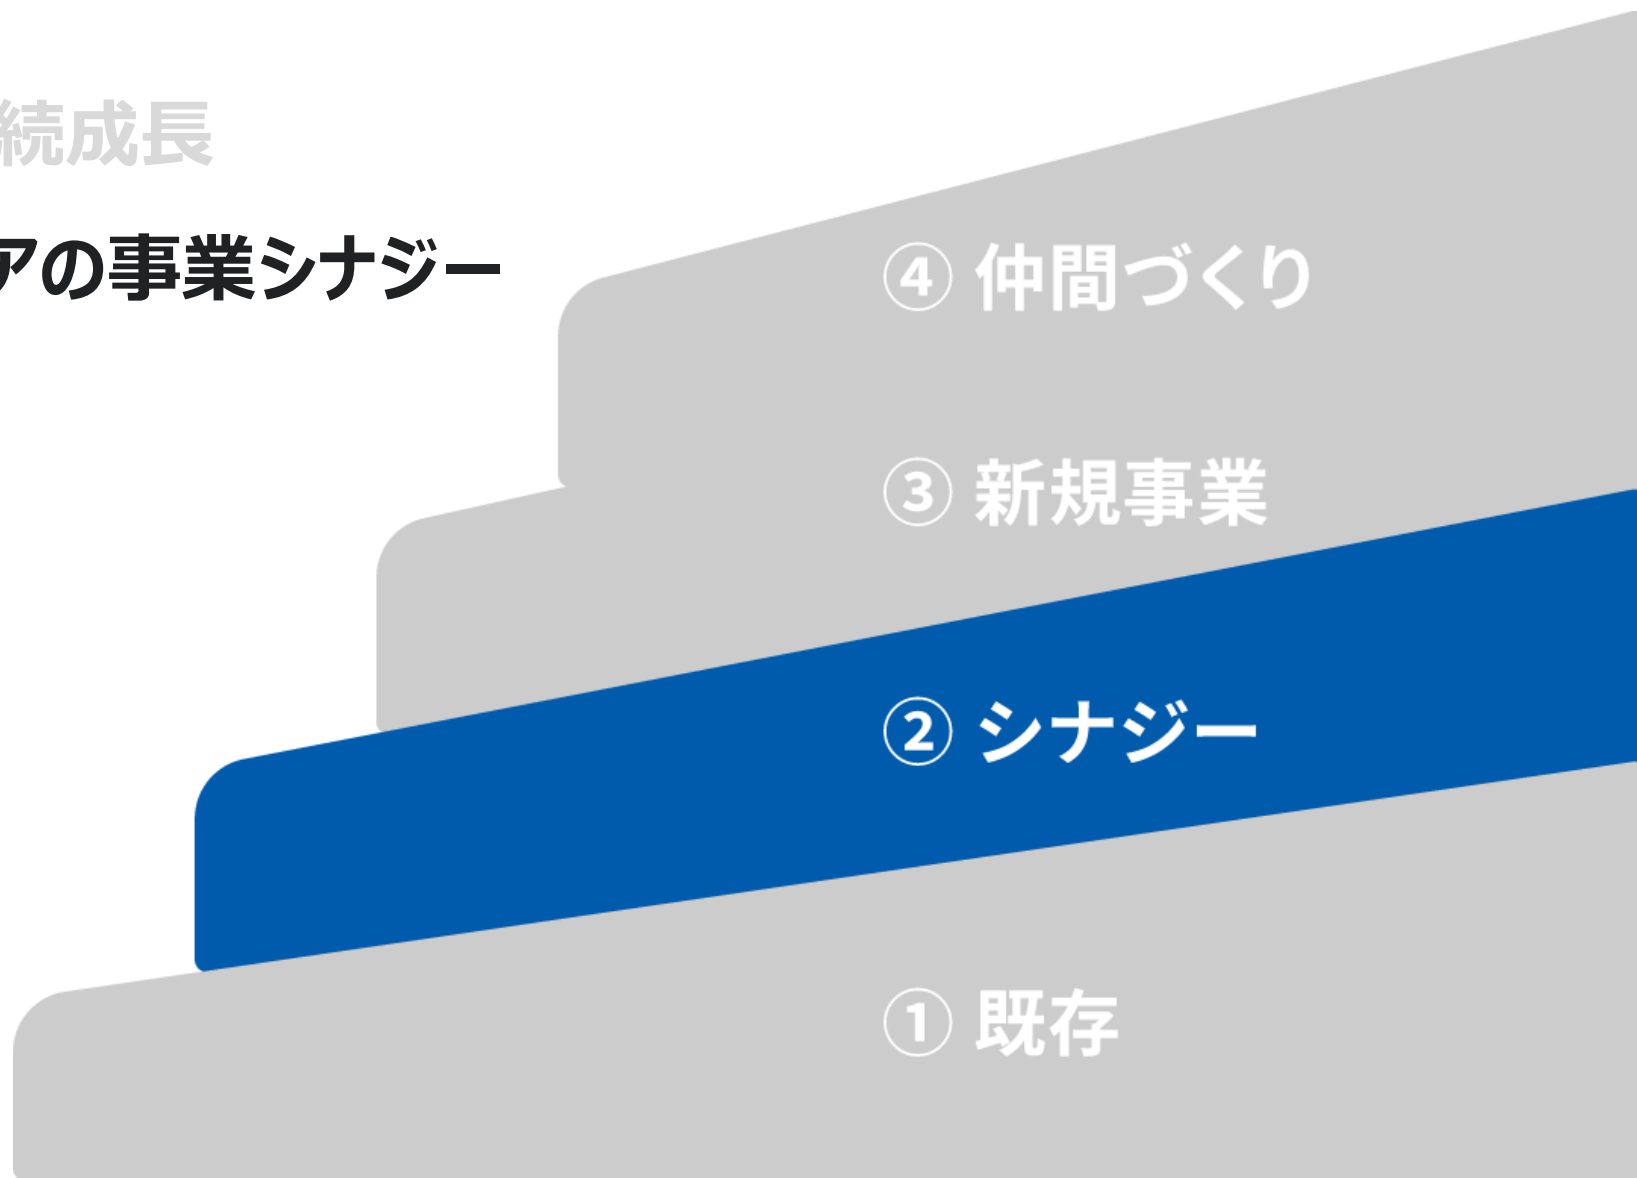 続成長
アの事業シナジー
④ 仲間づくり
③ 新規事業
② シナジー
① 既存